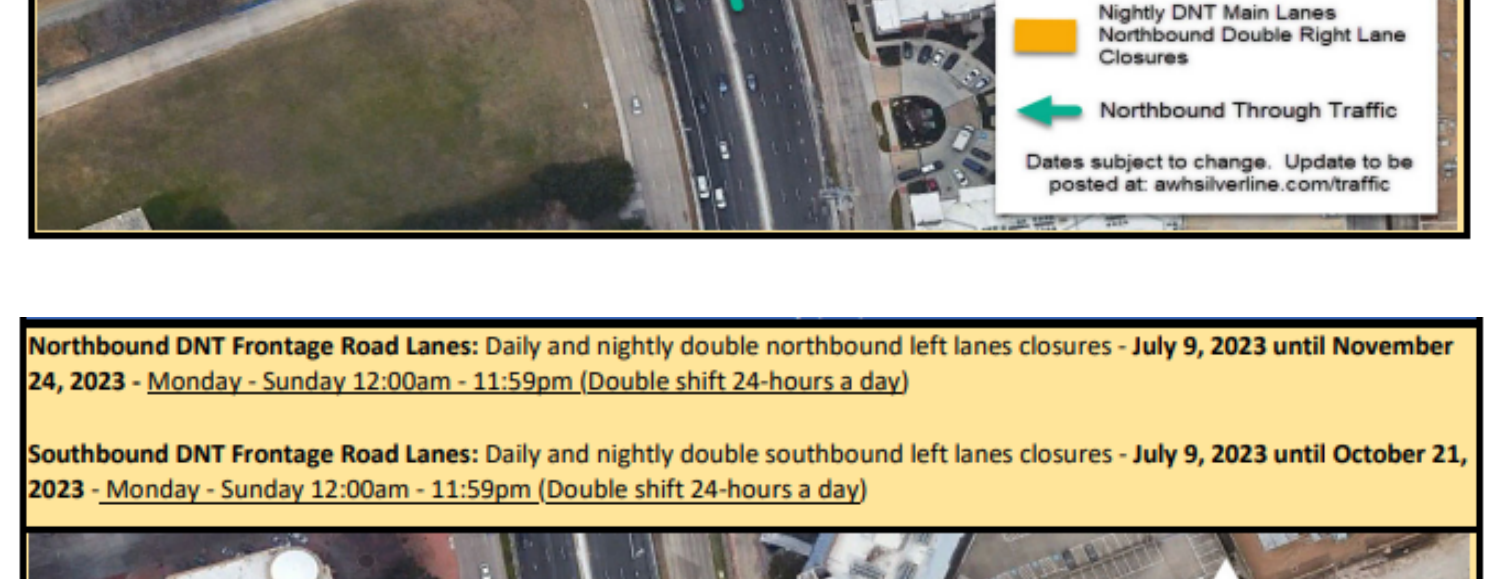 Nightly DNT Main Lanes
Northbound Double Right Lane
Closures
Northbound Through Traffic
Dates subject to change. Update to be
posted at: awhsilverline.com/traffic
Northbound DNT Frontage Road Lanes: Daily and nightly double northbound left lanes closures - July 9, 2023 until November
24, 2023 - Monday - Sunday 12:00am - 11:59pm (Double shift 24-hours a day)
Southbound DNT Frontage Road Lanes: Daily and nightly double southbound left lanes closures - July 9, 2023 until October 21,
2023 - Monday - Sunday 12:00am - 11:59pm (Double shift 24-hours a day)